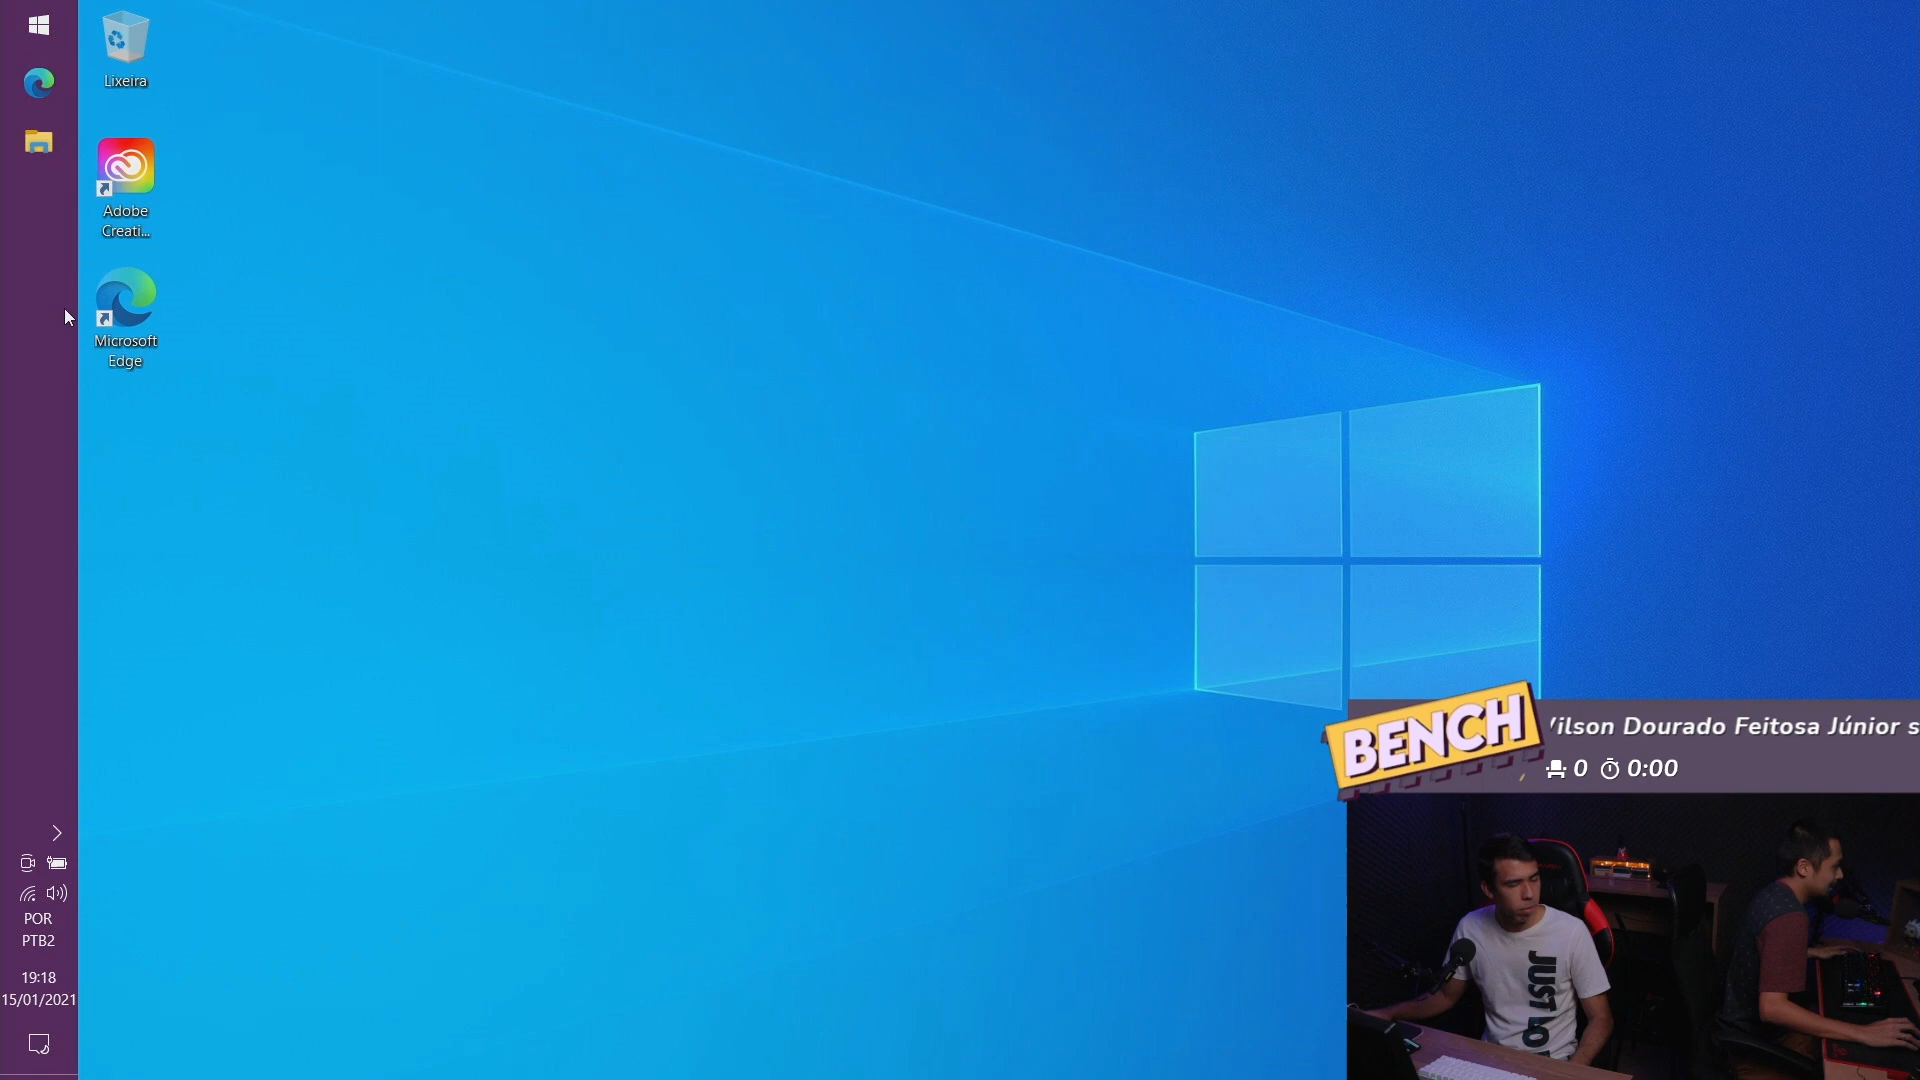 Lixeira
Adobe
Creati...
Microsoft
Edge
BENCH
ilson Dourado Feitosa Júnior s
0 0:00
POR
PTB2
19:18
15/01/2021
JUST